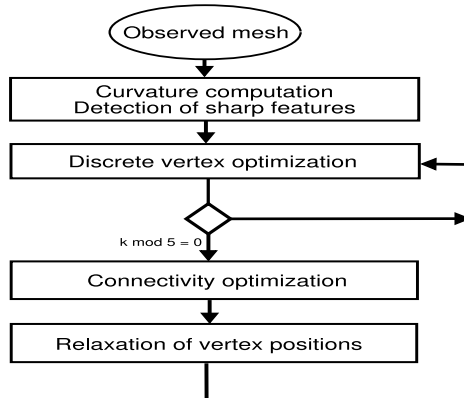 Observed mesh
Curvature computation
Detection of sharp features
Discrete vertex optimization
k mod 5 = 0
Connectivity optimization
Relaxation of vertex positions